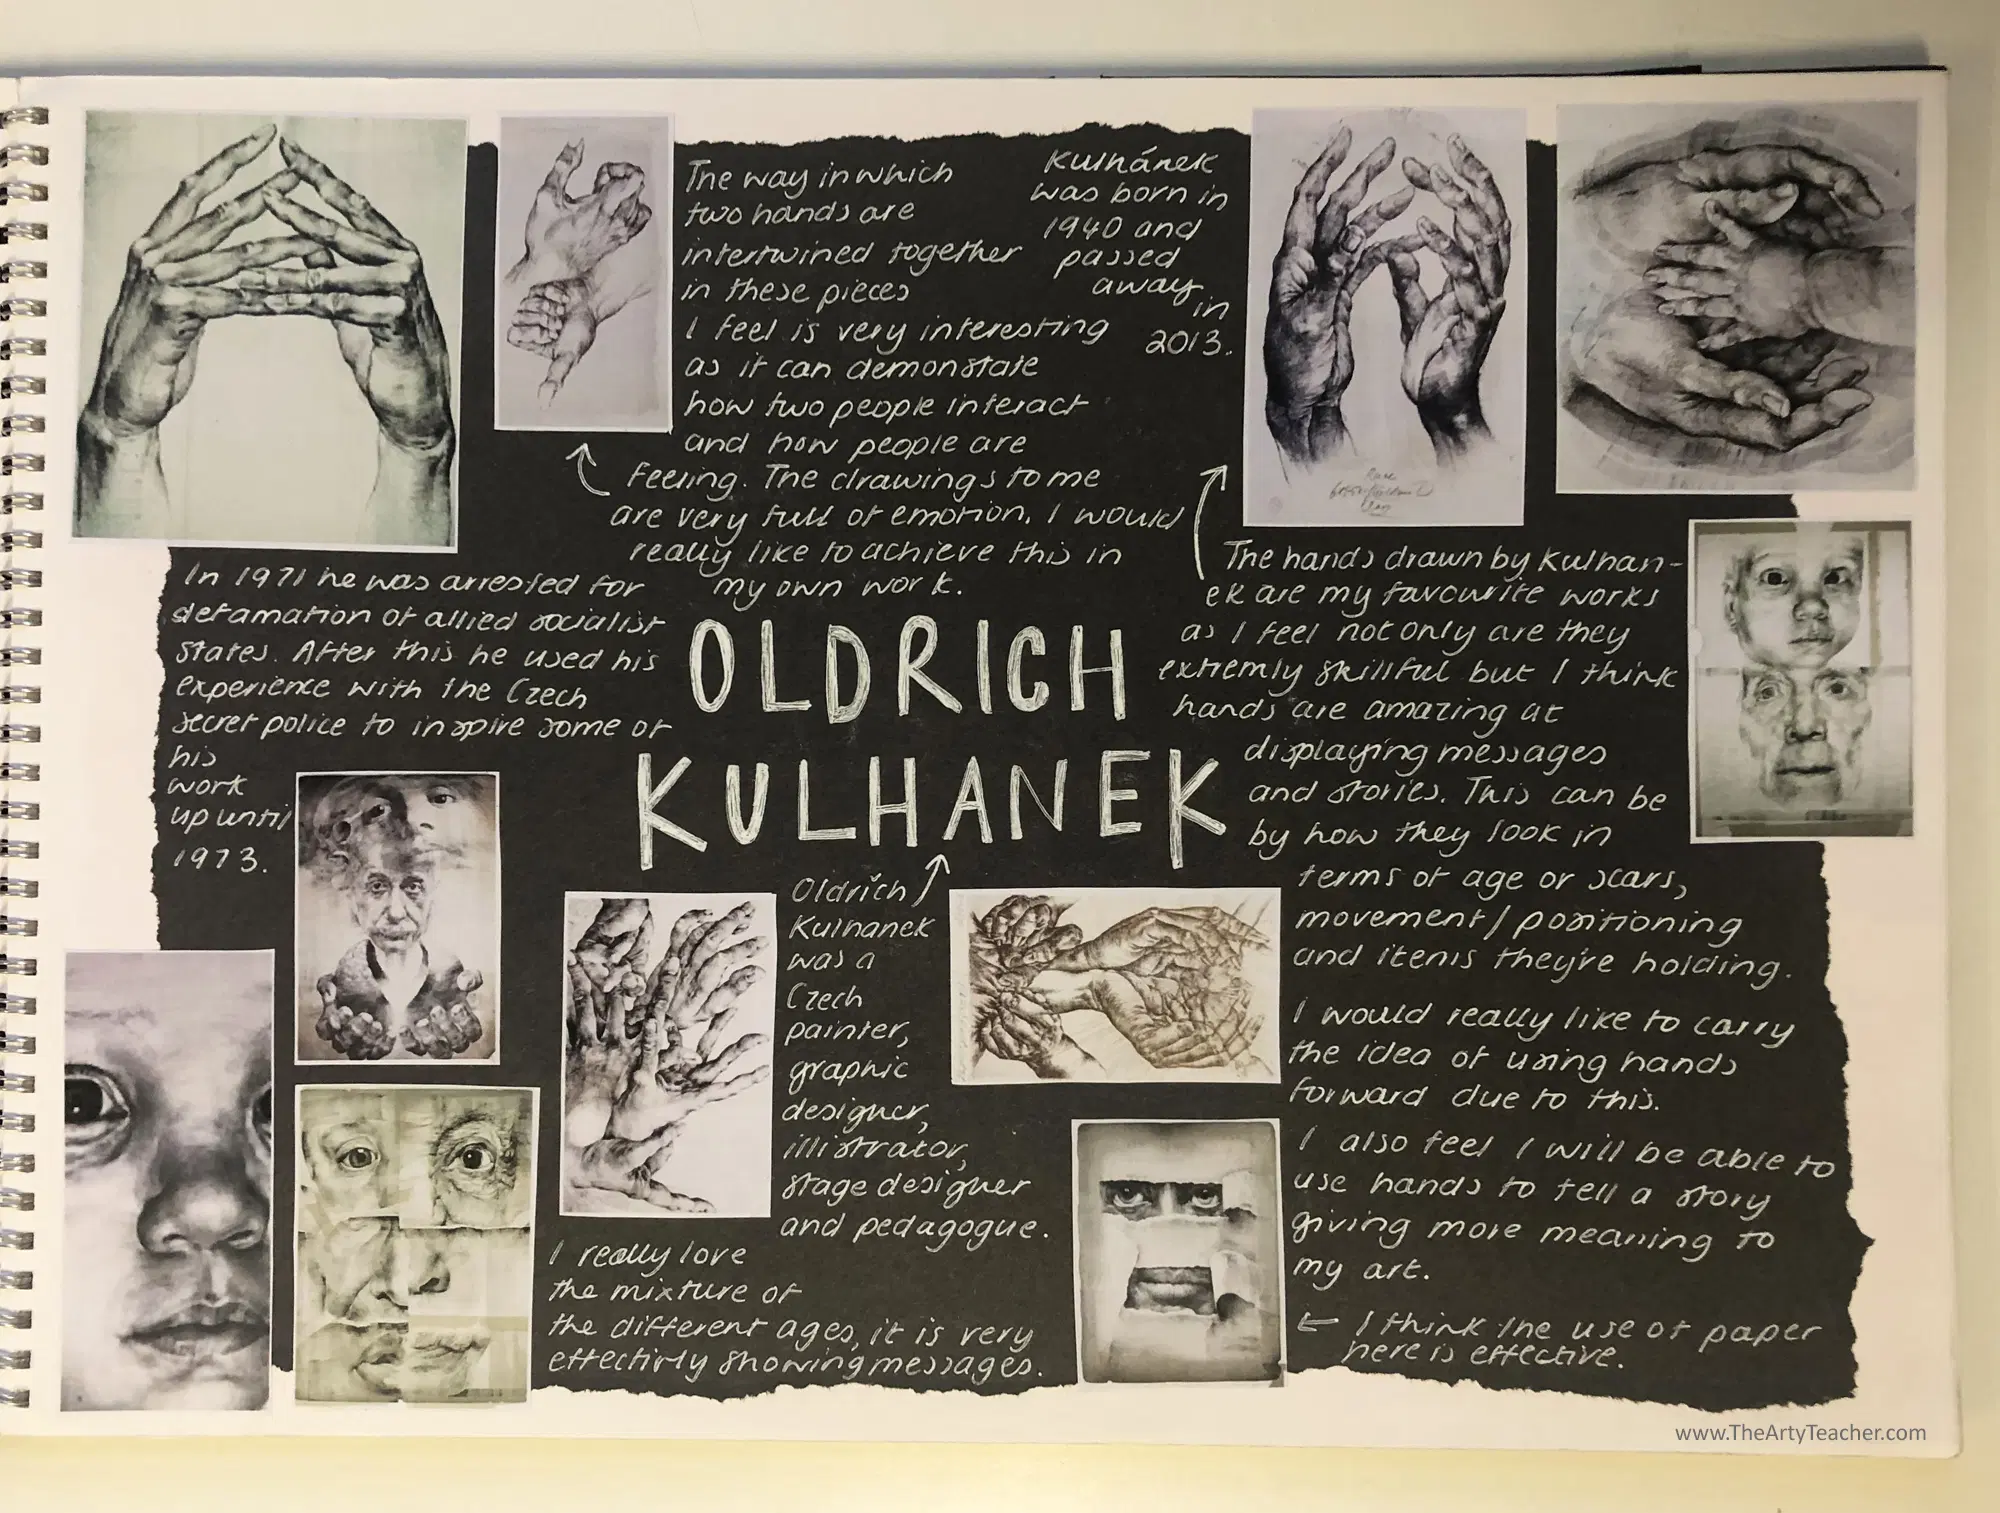 The way in which
two hands are
intertwined together
in these pieces
I feel is very interesting
as it can demonstate
how two people interact
and how people are
feeling. The drawings to me
are very full of emotion. I would
really like to achieve this in
my own work.
Kulhánek
was born in
1940 and
passed
away
in
2013.
In 1971 he was arrested for
defamation of allied socialist
states. After this he used his
experience with the Czech
secret police to inspire some of
his
work
up until
1973.
OLDRICH
KULHANEK
The hands drawn by Kulhan-
ek are my favourite works
as I feel not only are they
extremly skillful but I think
hands are amazing at
displaying messages
and stories. This can be
by how they look in
terms of age or scars,
movement/positioning
and items they're holding.
I would really like to carry
the idea of using hands
forward due to this.
I also feel I will be able to
use hands to tell a story
giving more meaning to
my art.
← I think the use of paper
here is effective.
Oldřich
Kulhanek
was a
Czech
painter,
graphic
designer,
illistrator,
stage designer
and pedagogue.
I really love
the mixture of
the different ages, it is very
effectivly showing messages.
www.TheArtyTeacher.com